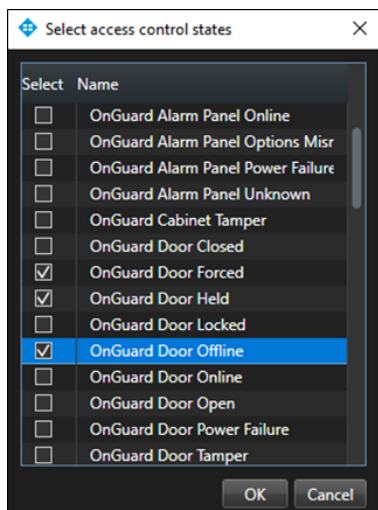 Select access control states
Select Name
OnGuard Alarm Panel Online
OnGuard Alarm Panel Options Misr
OnGuard Alarm Panel Power Failure
OnGuard Alarm Panel Unknown
OnGuard Cabinet Tamper
OnGuard Door Closed
OnGuard Door Forced
OnGuard Door Held
OnGuard Door Locked
OnGuard Door Offline
OnGuard Door Online
OnGuard Door Open
OnGuard Door Power Failure
OnGuard Door Tamper
OK Cancel